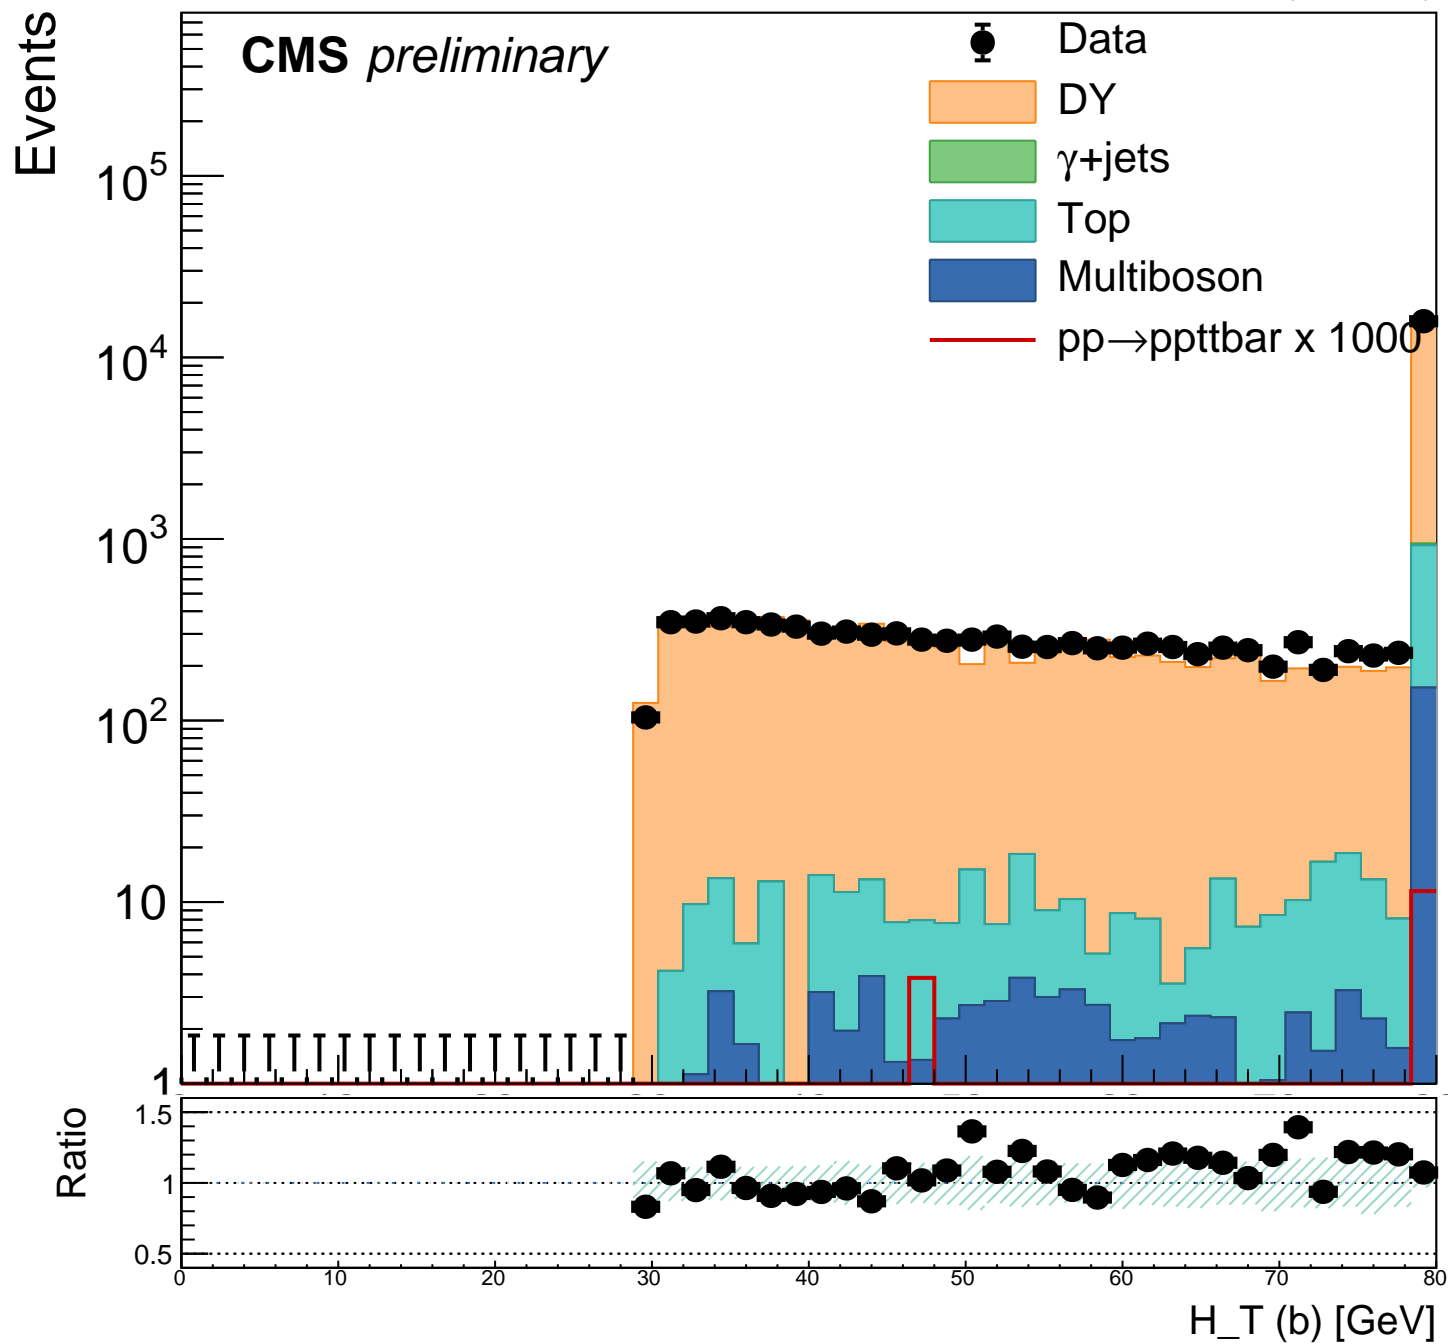 Events
CMS preliminary
Data
DY
γ+jets
Top
Multiboson
pp→ppttbar x 1000
10^5
10^4
10^3
10^2
10
1
Ratio
1.5
1
0.5
0 10 20 30 40 50 60 70 80
H_T (b) [GeV]